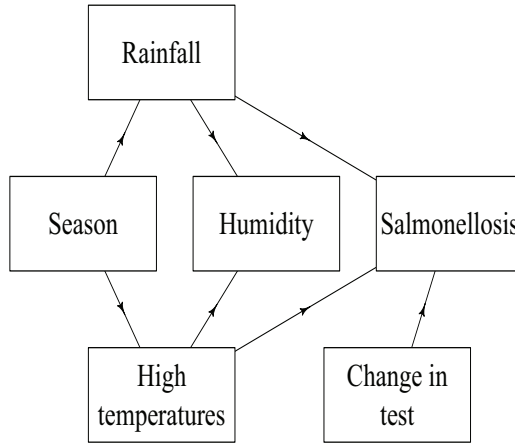 Rainfall
Season
Humidity
Salmonellosis
High
temperatures
Change in
test